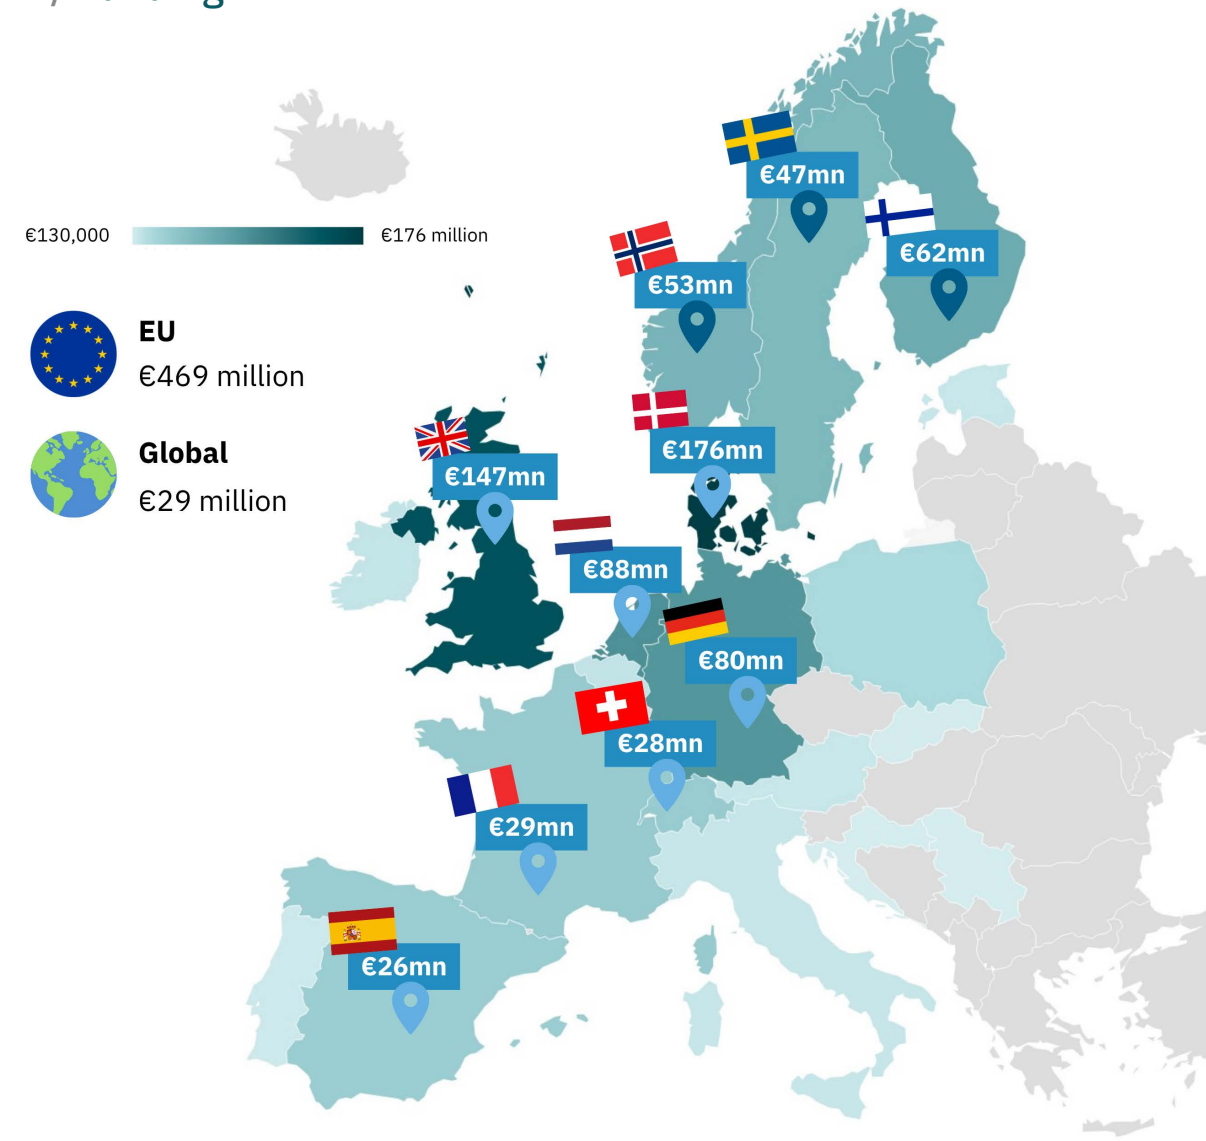 €47mn
€130,000
€176 million
€62mn
€53mn
EU
€469 million
Global
€29 million
€176mn
€147mn
€88mn
€80mn
€28mn
€29mn
€26mn